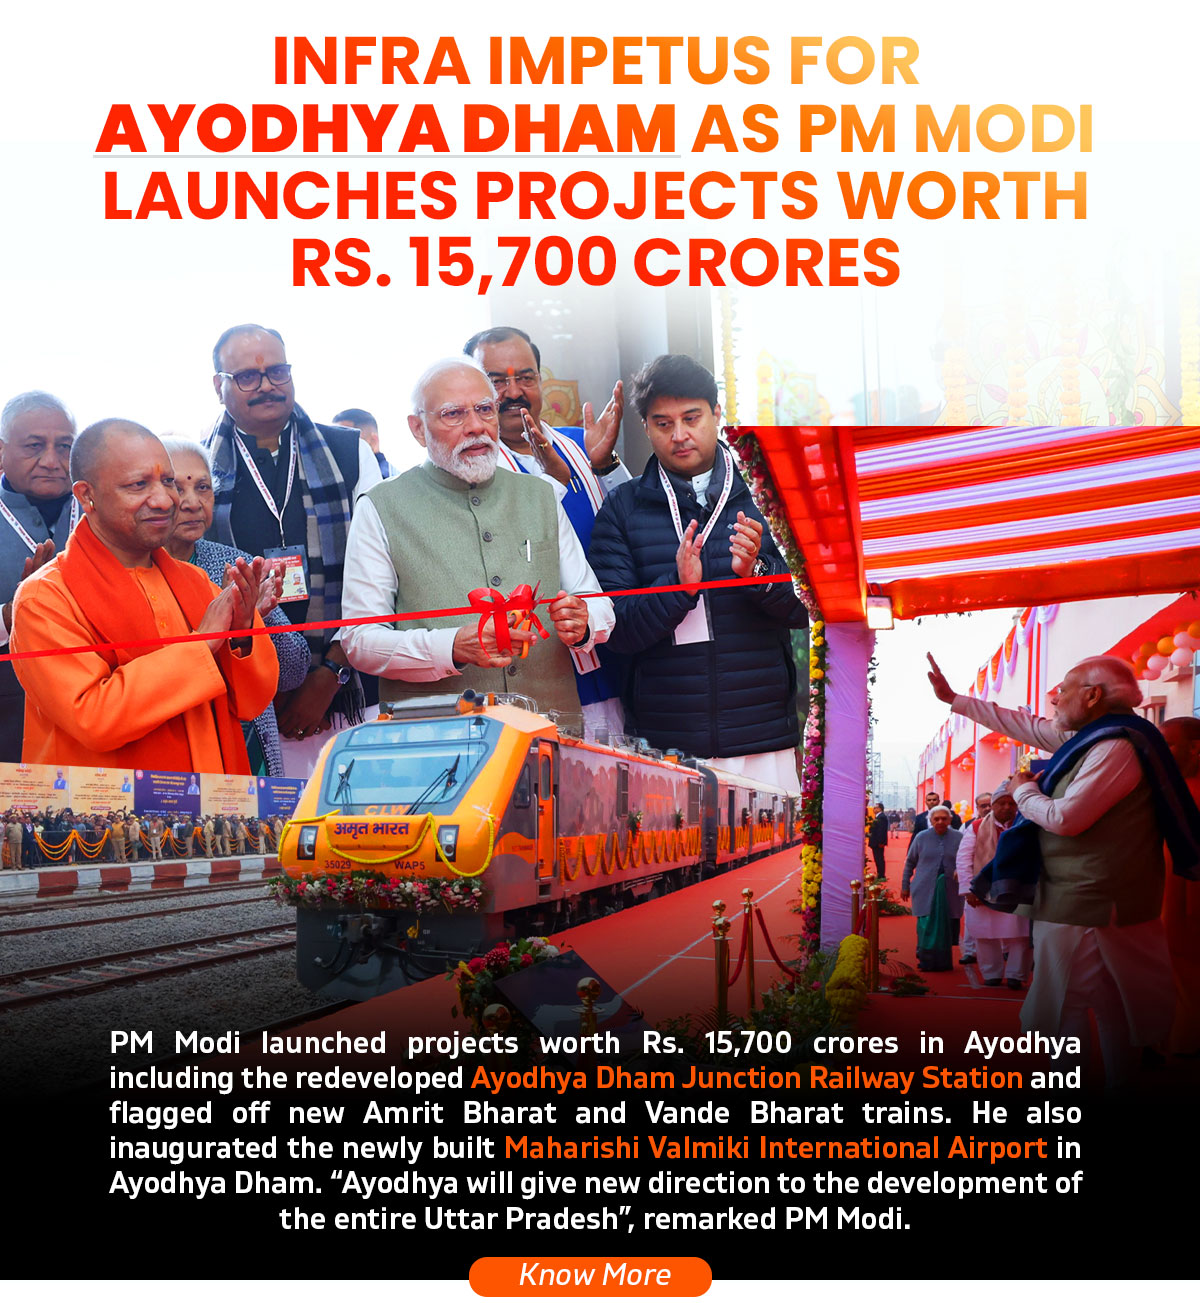 INFRA IMPETUS FOR
AYODHYA DHAM AS PM MODI
LAUNCHES PROJECTS WORTH
RS. 15,700 CRORES
CLW
अमृत भारत
35029 WAP5
PM Modi launched projects worth Rs. 15,700 crores in Ayodhya
including the redeveloped Ayodhya Dham Junction Railway Station and
flagged off new Amrit Bharat and Vande Bharat trains. He also
inaugurated the newly built Maharishi Valmiki International Airport in
Ayodhya Dham. “Ayodhya will give new direction to the development of
the entire Uttar Pradesh”, remarked PM Modi.
Know More